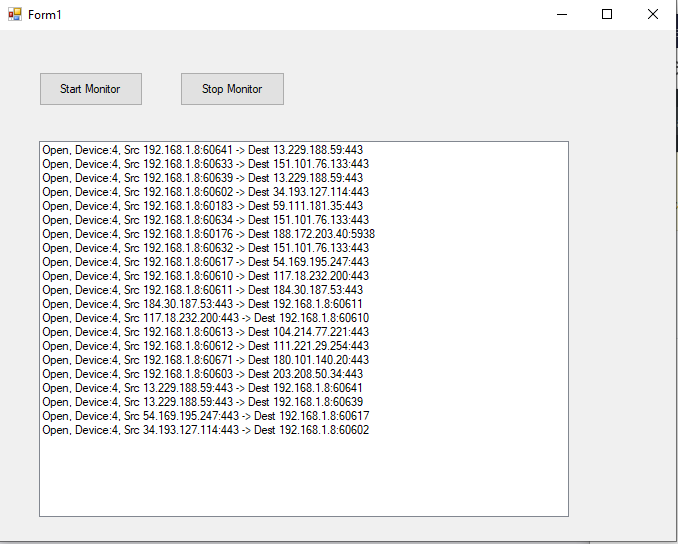 Form1
Start Monitor Stop Monitor
Open, Device:4, Src 192.168.1.8:60641 -> Dest 13.229.188.59:443
Open, Device:4, Src 192.168.1.8:60633 -> Dest 151.101.76.133:443
Open, Device:4, Src 192.168.1.8:60639 -> Dest 13.229.188.59:443
Open, Device:4, Src 192.168.1.8:60602 -> Dest 34.193.127.114:443
Open, Device:4, Src 192.168.1.8:60183 -> Dest 59.111.181.35:443
Open, Device:4, Src 192.168.1.8:60634 -> Dest 151.101.76.133:443
Open, Device:4, Src 192.168.1.8:60176 -> Dest 188.172.203.40:5938
Open, Device:4, Src 192.168.1.8:60632 -> Dest 151.101.76.133:443
Open, Device:4, Src 192.168.1.8:60617 -> Dest 54.169.195.247:443
Open, Device:4, Src 192.168.1.8:60610 -> Dest 117.18.232.200:443
Open, Device:4, Src 192.168.1.8:60611 -> Dest 184.30.187.53:443
Open, Device:4, Src 184.30.187.53:443 -> Dest 192.168.1.8:60611
Open, Device:4, Src 117.18.232.200:443 -> Dest 192.168.1.8:60610
Open, Device:4, Src 192.168.1.8:60613 -> Dest 104.214.77.221:443
Open, Device:4, Src 192.168.1.8:60612 -> Dest 111.221.29.254:443
Open, Device:4, Src 192.168.1.8:60671 -> Dest 180.101.140.20:443
Open, Device:4, Src 192.168.1.8:60603 -> Dest 203.208.50.34:443
Open, Device:4, Src 13.229.188.59:443 -> Dest 192.168.1.8:60641
Open, Device:4, Src 13.229.188.59:443 -> Dest 192.168.1.8:60639
Open, Device:4, Src 54.169.195.247:443 -> Dest 192.168.1.8:60617
Open, Device:4, Src 34.193.127.114:443 -> Dest 192.168.1.8:60602